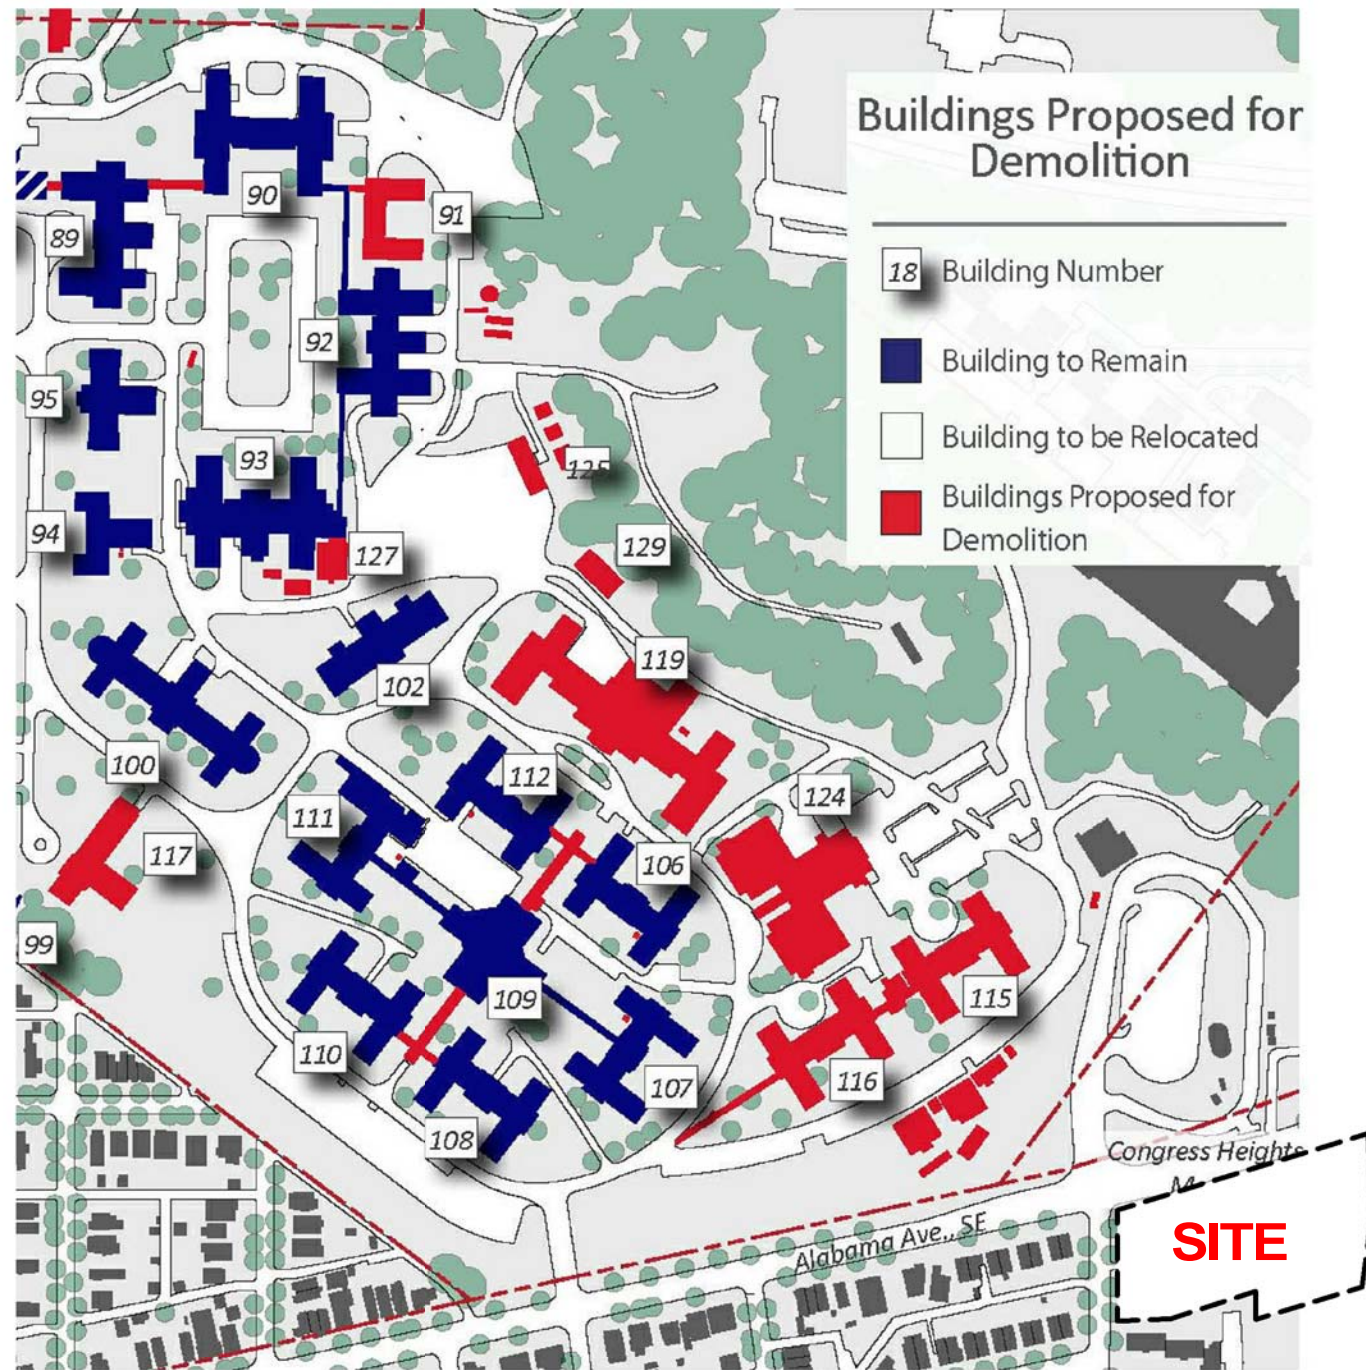 Buildings Proposed for
Demolition
18 Building Number
Building to Remain
Building to be Relocated
Buildings Proposed for
Demolition
90
91
89
92
95
93
94
125
127
129
119
102
100
112
124
111
117
106
99
109
115
110
107
116
108
Congress Heights
Alabama Ave., SE
SITE